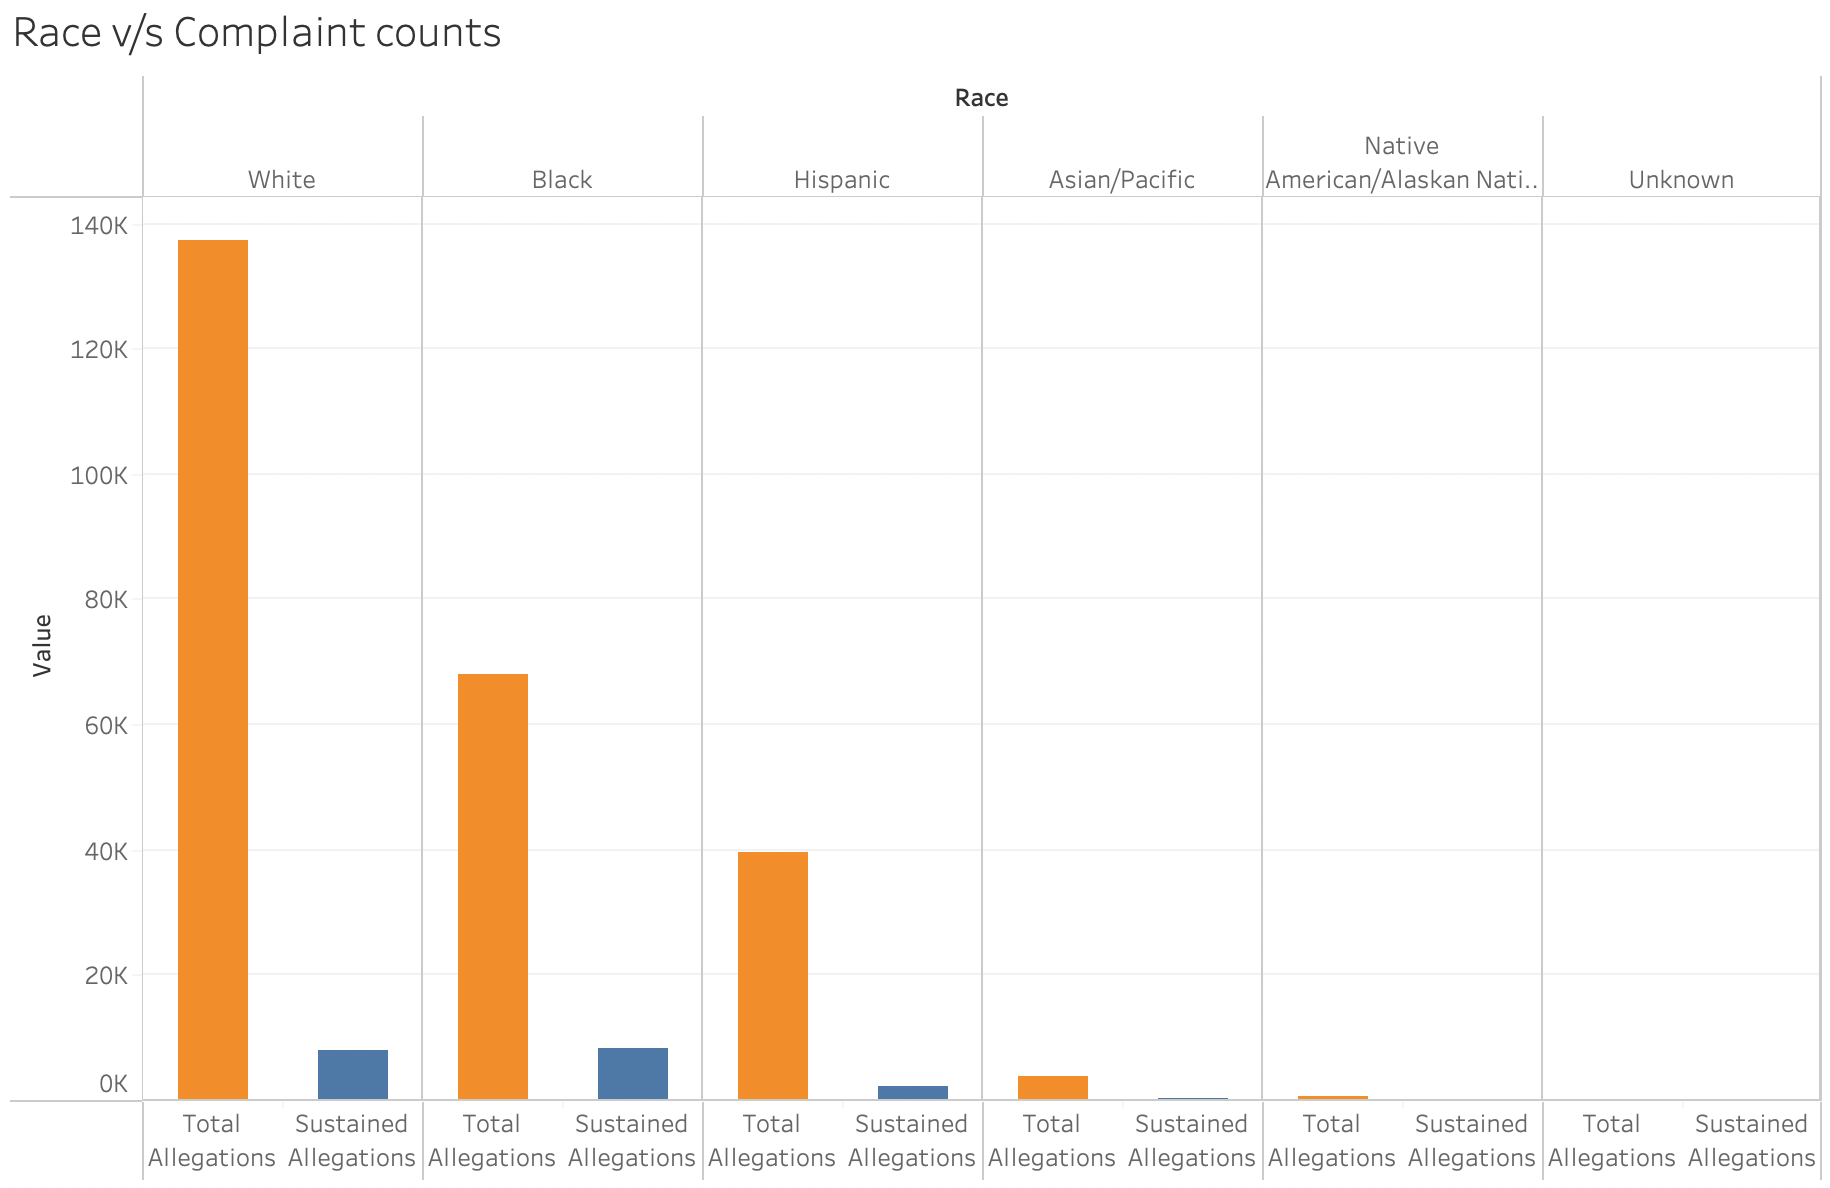 Race v/s Complaint counts
Race
White
Black
Hispanic
Asian/Pacific
Native
American/Alaskan Nati..
Unknown
140K
120K
100K
80K
60K
40K
20K
0K
Value
Total
Allegations
Sustained
Allegations
Total
Allegations
Sustained
Allegations
Total
Allegations
Sustained
Allegations
Total
Allegations
Sustained
Allegations
Total
Allegations
Sustained
Allegations
Total
Allegations
Sustained
Allegations